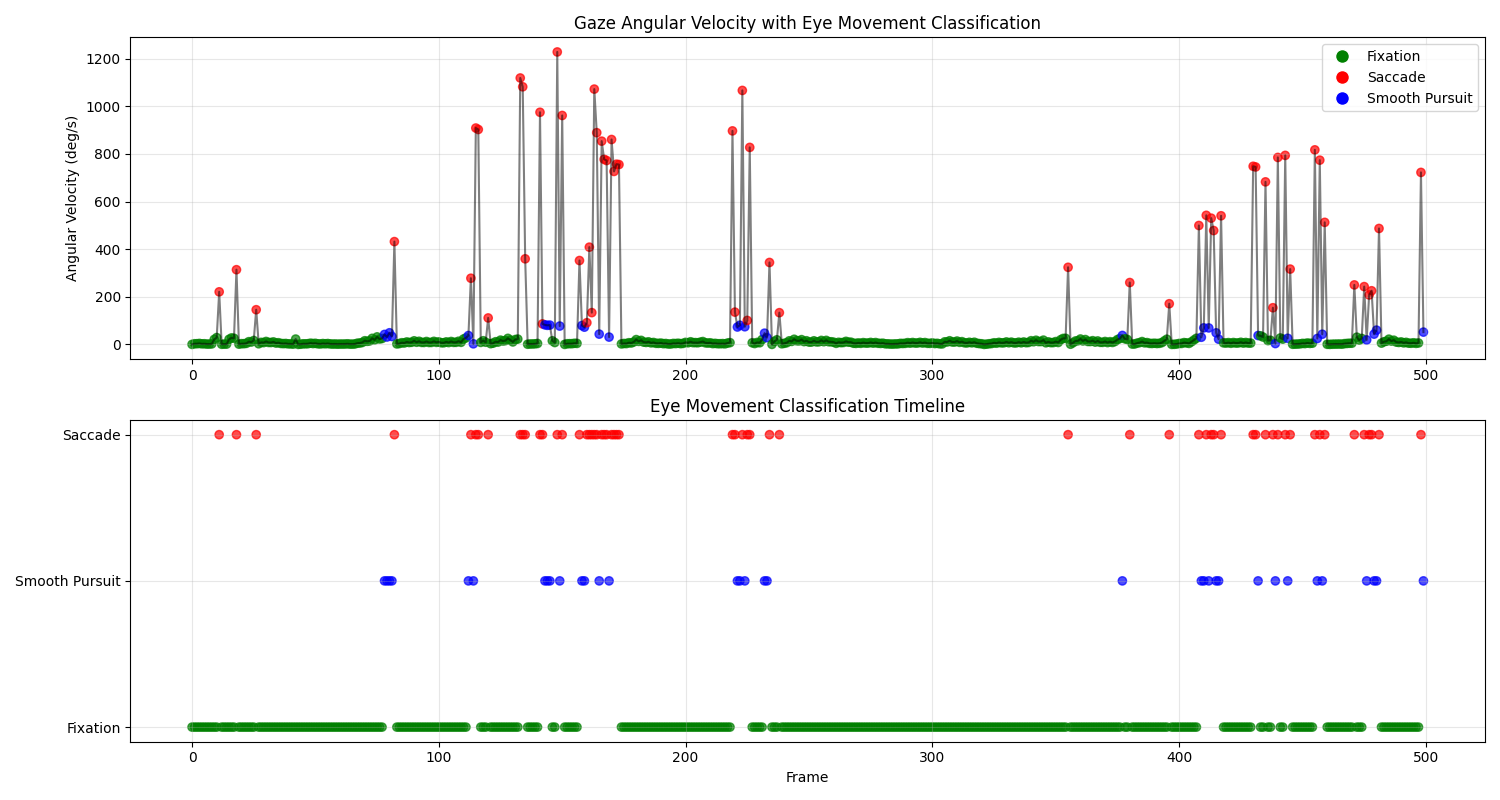 Gaze Angular Velocity with Eye Movement Classification
Angular Velocity (deg/s)
1200
1000
800
600
400
200
0
Fixation
Saccade
Smooth Pursuit
0 100 200 300 400 500
Eye Movement Classification Timeline
Saccade
Smooth Pursuit
Fixation
0 100 200 300 400 500
Frame